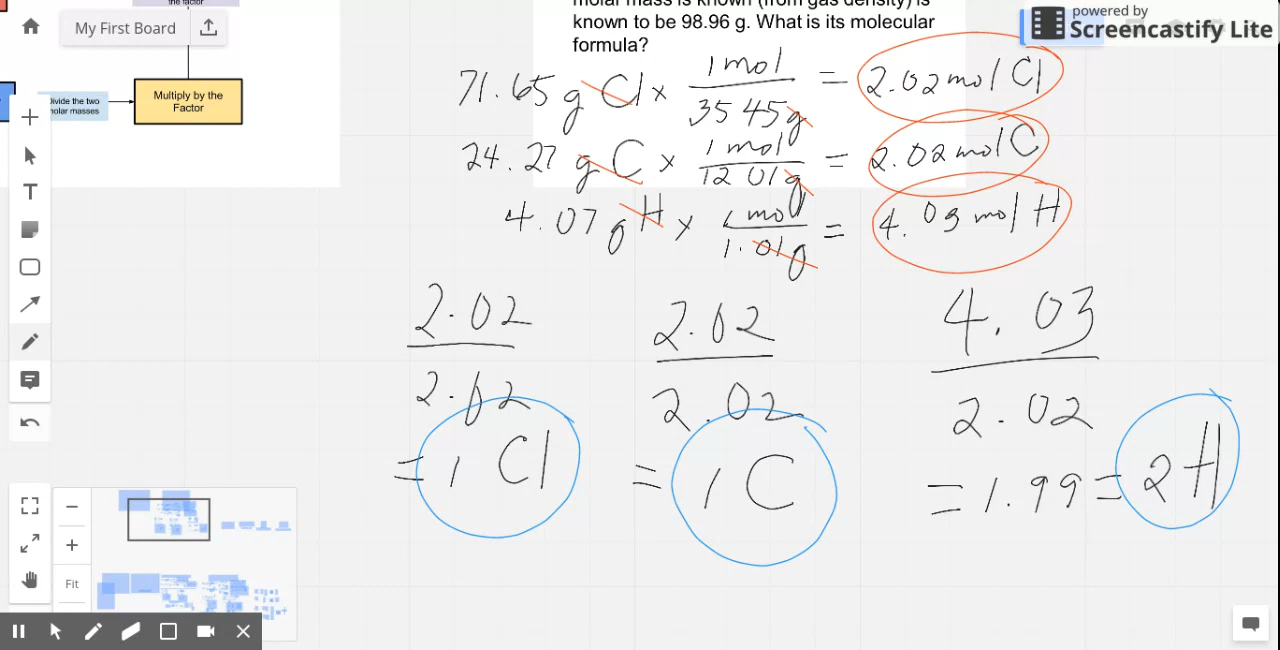 the factor
molar mass is known (from gas density) is
known to be 98.96 g. What is its molecular
formula?
powered by
Screencastify Lite
My First Board
Divide the two
molar masses
Multiply by the
Factor
71.65 g Cl x 1 mol / 35 45 g = 2.02 mol Cl
24.27 g C x 1 mol / 12 01 g = 2.02 mol C
4.07 g H x 1 mol / 1.01 g = 4.03 mol H
2.02 / 2.02 = 1 Cl
2.02 / 2.02 = 1 C
4.03 / 2.02 = 1.99 = 2 H
Fit